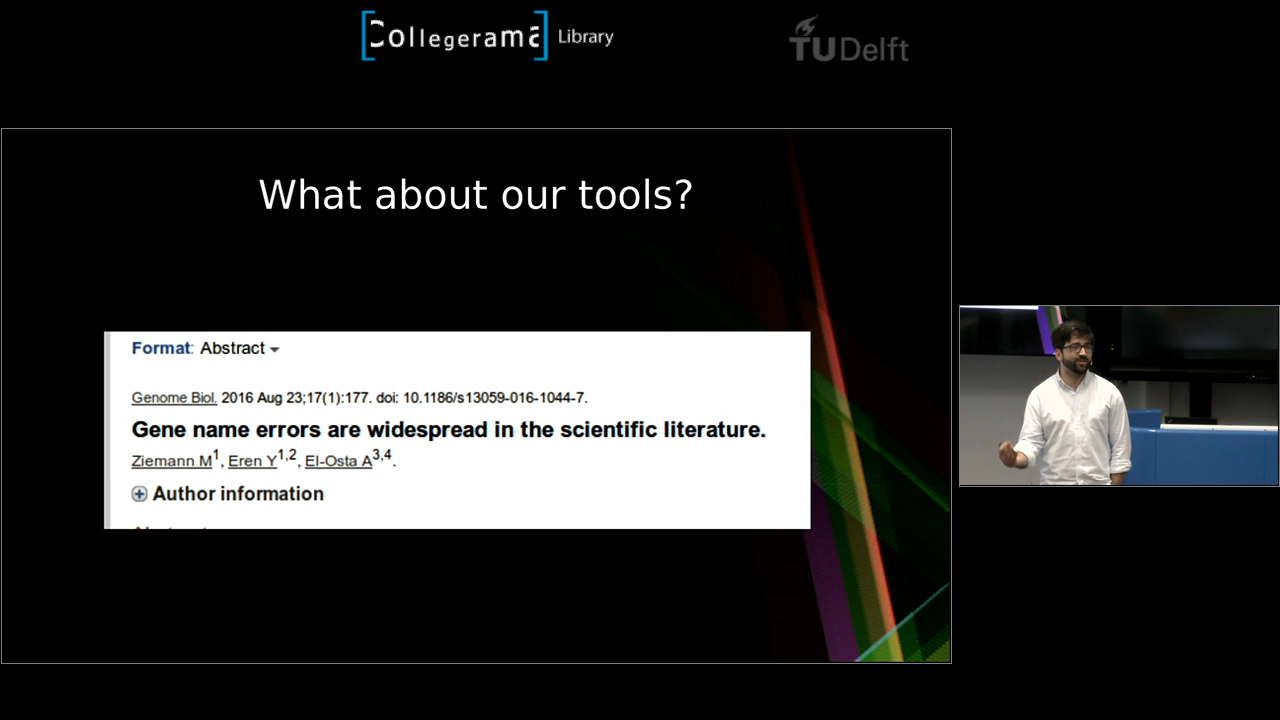 Collegerama Library
TU Delft
What about our tools?
Format: Abstract
Genome Biol. 2016 Aug 23;17(1):177. doi: 10.1186/s13059-016-1044-7.
Gene name errors are widespread in the scientific literature.
Ziemann M1, Eren Y1,2, El-Osta A3,4.
Author information